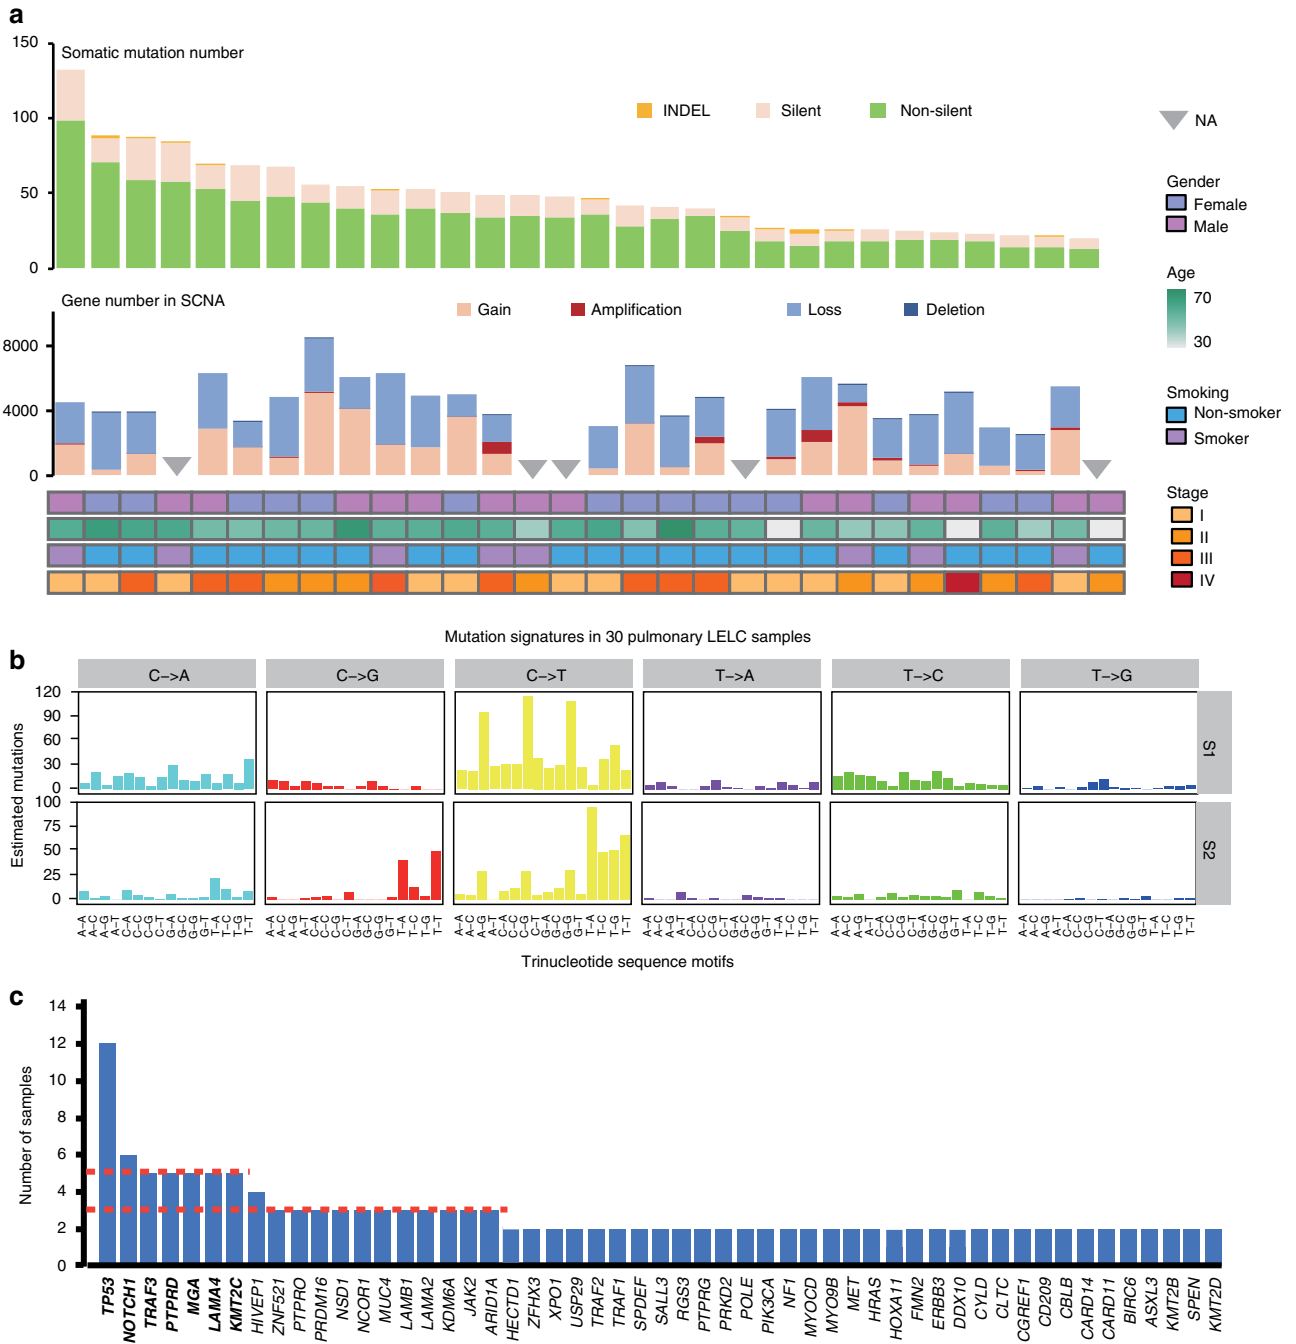 a
Somatic mutation number
150
100
50
0
INDEL
Silent
Non-silent
NA
Gender
Female
Male
Age
70
30
Smoking
Non-smoker
Smoker
Stage
I
II
III
IV
Gene number in SCNA
Gain
Amplification
Loss
Deletion
8000
4000
0
Mutation signatures in 30 pulmonary LELC samples
b
C–>A
C–>G
C–>T
T–>A
T–>C
T–>G
Estimated mutations
120
90
60
30
0
S1
100
75
50
25
0
S2
A–A A–C A–G A–T C–A C–C C–G C–T G–A G–C G–G G–T T–A T–C T–G T–T
A–A A–C A–G A–T C–A C–C C–G C–T G–A G–C G–G G–T T–A T–C T–G T–T
A–A A–C A–G A–T C–A C–C C–G C–T G–A G–C G–G G–T T–A T–C T–G T–T
A–A A–C A–G A–T C–A C–C C–G C–T G–A G–C G–G G–T T–A T–C T–G T–T
A–A A–C A–G A–T C–A C–C C–G C–T G–A G–C G–G G–T T–A T–C T–G T–T
A–A A–C A–G A–T C–A C–C C–G C–T G–A G–C G–G G–T T–A T–C T–G T–T
Trinucleotide sequence motifs
c
Number of samples
14
12
10
8
6
4
2
0
TP53
NOTCH1
TRAF3
PTPRD
MGA
LAMA4
KMT2C
HIVEP1
ZNF521
PTPRO
PRDM16
NSD1
NCOR1
MUC4
LAMB1
LAMA2
KDM6A
JAK2
ARID1A
HECTD1
ZFHX3
XPO1
USP29
TRAF2
TRAF1
SPDEF
SALL3
RGS3
PTPRG
PRKD2
POLE
PIK3CA
NF1
MYOCD
MYO9B
MET
HRAS
HOXA11
FMN2
ERBB3
DDX10
CYLD
CLTC
CGREF1
CD209
CBLB
CARD14
CARD11
BIRC6
ASXL3
KMT2B
SPEN
KMT2D